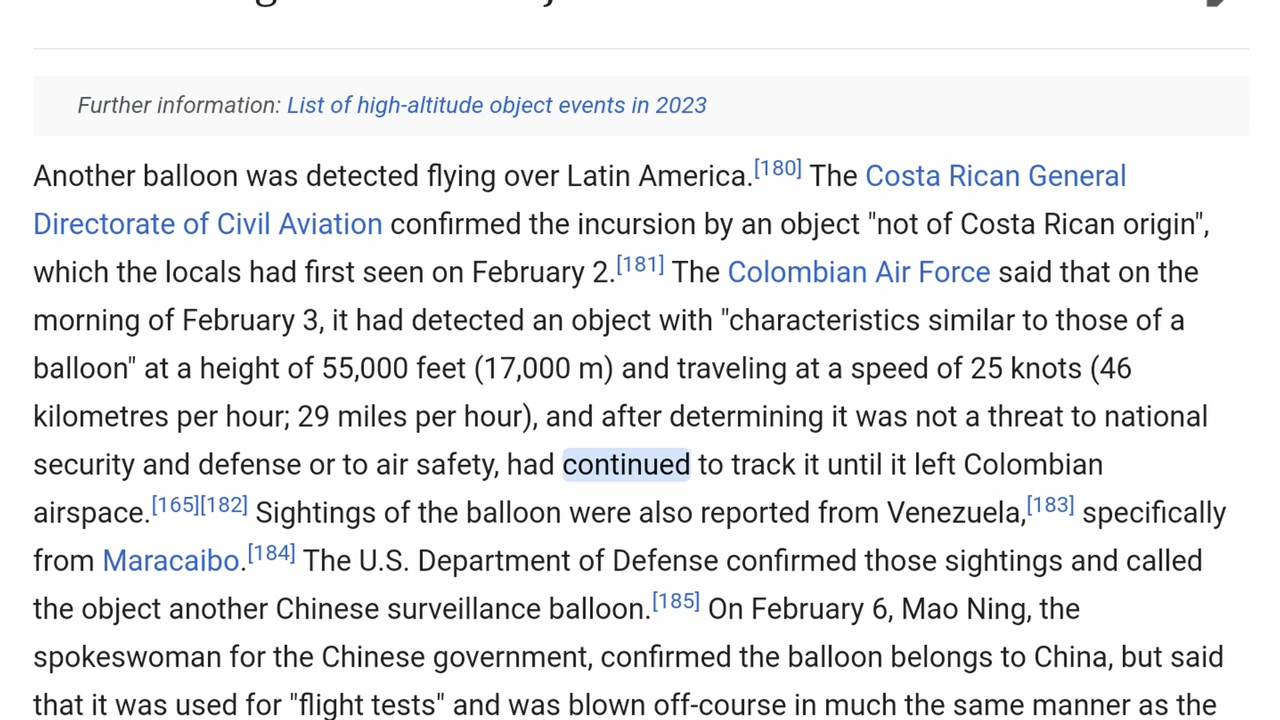 Further information: List of high-altitude object events in 2023
Another balloon was detected flying over Latin America.[180] The Costa Rican General
Directorate of Civil Aviation confirmed the incursion by an object "not of Costa Rican origin",
which the locals had first seen on February 2.[181] The Colombian Air Force said that on the
morning of February 3, it had detected an object with "characteristics similar to those of a
balloon" at a height of 55,000 feet (17,000 m) and traveling at a speed of 25 knots (46
kilometres per hour; 29 miles per hour), and after determining it was not a threat to national
security and defense or to air safety, had continued to track it until it left Colombian
airspace.[165][182] Sightings of the balloon were also reported from Venezuela,[183] specifically
from Maracaibo.[184] The U.S. Department of Defense confirmed those sightings and called
the object another Chinese surveillance balloon.[185] On February 6, Mao Ning, the
spokeswoman for the Chinese government, confirmed the balloon belongs to China, but said
that it was used for "flight tests" and was blown off-course in much the same manner as the